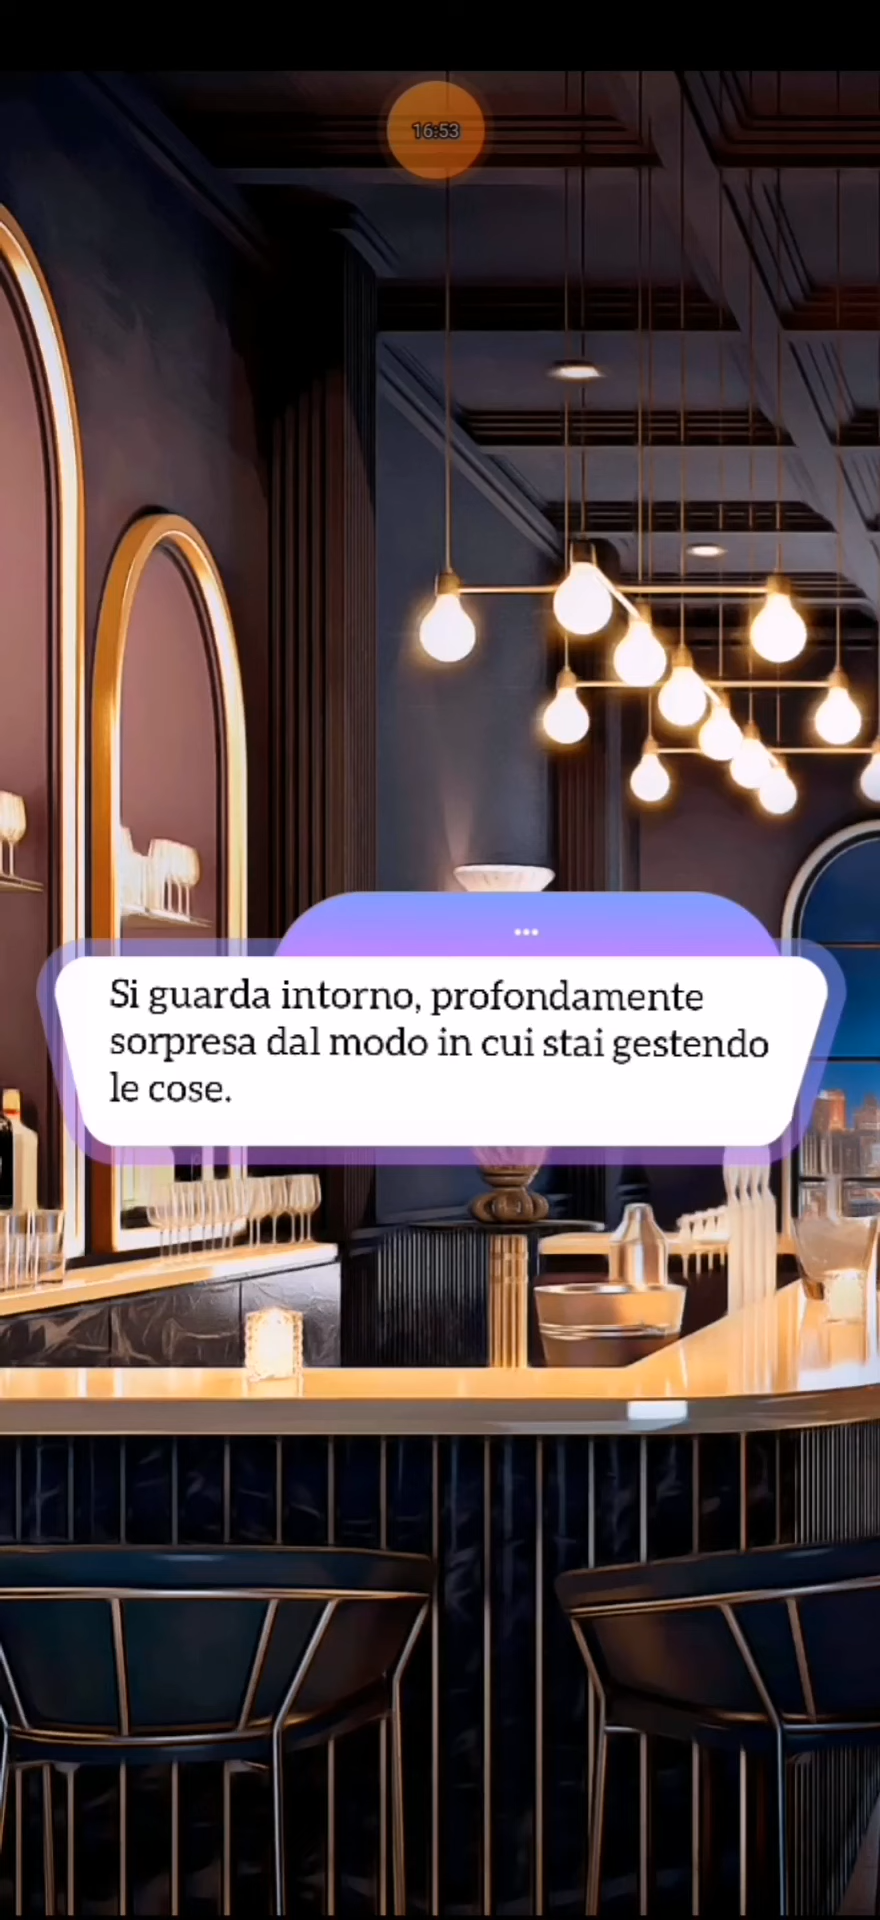 16:53
...
Si guarda intorno, profondamente
sorpresa dal modo in cui stai gestendo
le cose.